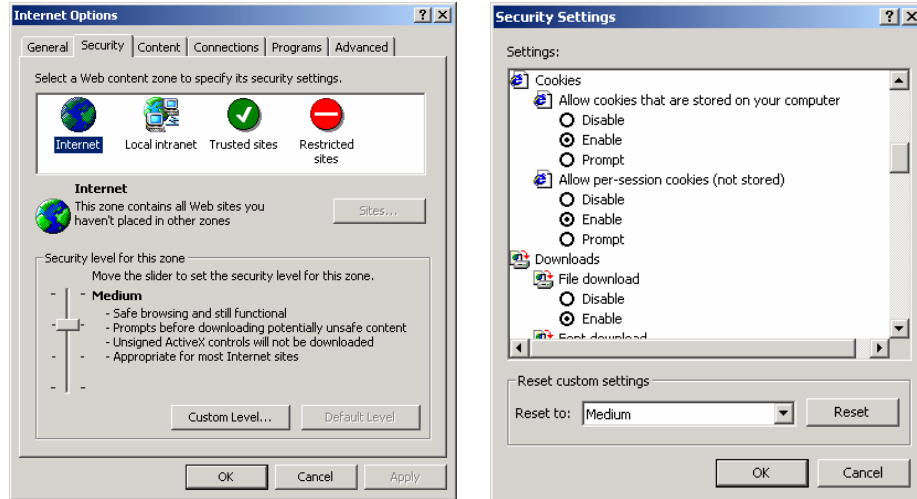 Internet Options
General Security Content Connections Programs Advanced
Select a Web content zone to specify its security settings.
Internet Local intranet Trusted sites Restricted sites
Internet
This zone contains all Web sites you
haven't placed in other zones
Sites...
Security level for this zone
Move the slider to set the security level for this zone.
Medium
- Safe browsing and still functional
- Prompts before downloading potentially unsafe content
- Unsigned ActiveX controls will not be downloaded
- Appropriate for most Internet sites
Custom Level... Default Level
OK Cancel Apply
Security Settings
Settings:
Cookies
Allow cookies that are stored on your computer
Disable
Enable
Prompt
Allow per-session cookies (not stored)
Disable
Enable
Prompt
Downloads
File download
Disable
Enable
Font download
Reset custom settings
Reset to: Medium Reset
OK Cancel